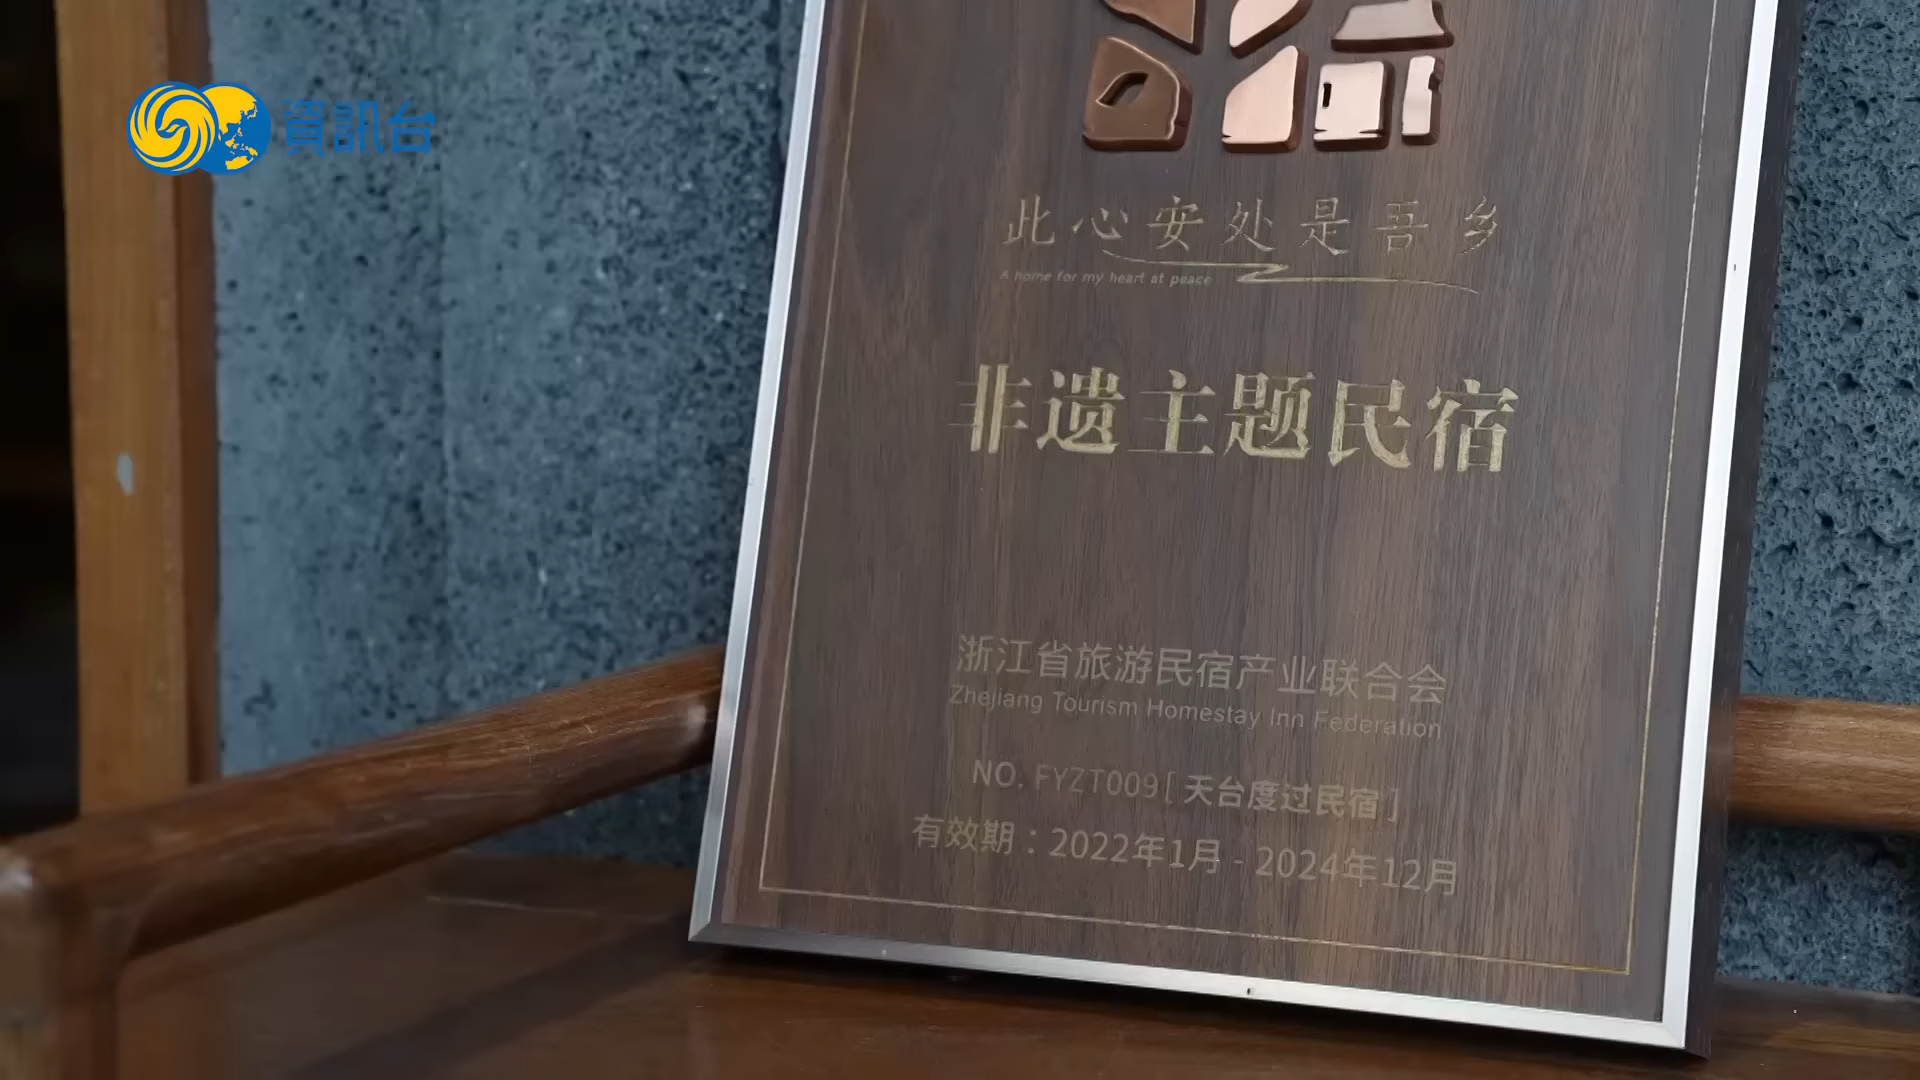 資訊台
此心安处是吾乡
A home for my heart at peace
非遗主题民宿
浙江省旅游民宿产业联合会
Zhejiang Tourism Homestay Inn Federation
NO. FYZT009 [ 天台度过民宿 ]
有效期：2022年1月 - 2024年12月